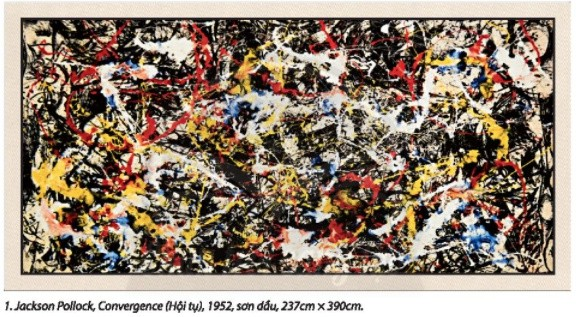 1. Jackson Pollock, Convergence (Hội tụ), 1952, sơn dầu, 237cm × 390cm.